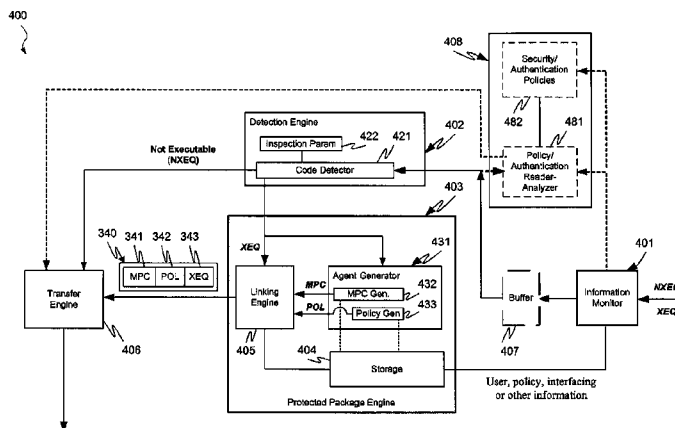 400
408
Security/
Authentication
Policies
482
481
Policy/
Authentication
Reader-
Analyzer
Detection Engine
402
Inspection Param
422
421
Code Detector
Not Executable
(NXEQ)
403
340
341
342
343
MPC
POL
XEQ
XEQ
431
Agent Generator
MPC
MPC Gen.
432
POL
Policy Gen
433
Linking
Engine
405
404
Storage
Protected Package Engine
Transfer
Engine
406
Buffer
407
401
Information
Monitor
NXEQ
XEQ
User, policy, interfacing
or other information